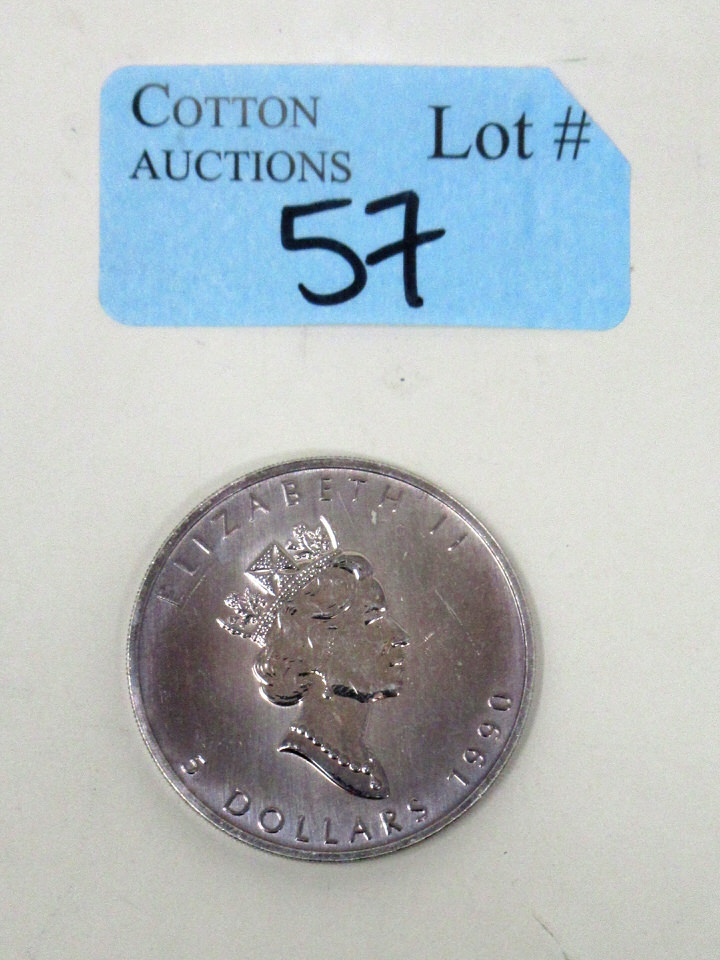 COTTON
AUCTIONS
Lot #
57
ELIZABETH II
5 DOLLARS 1990